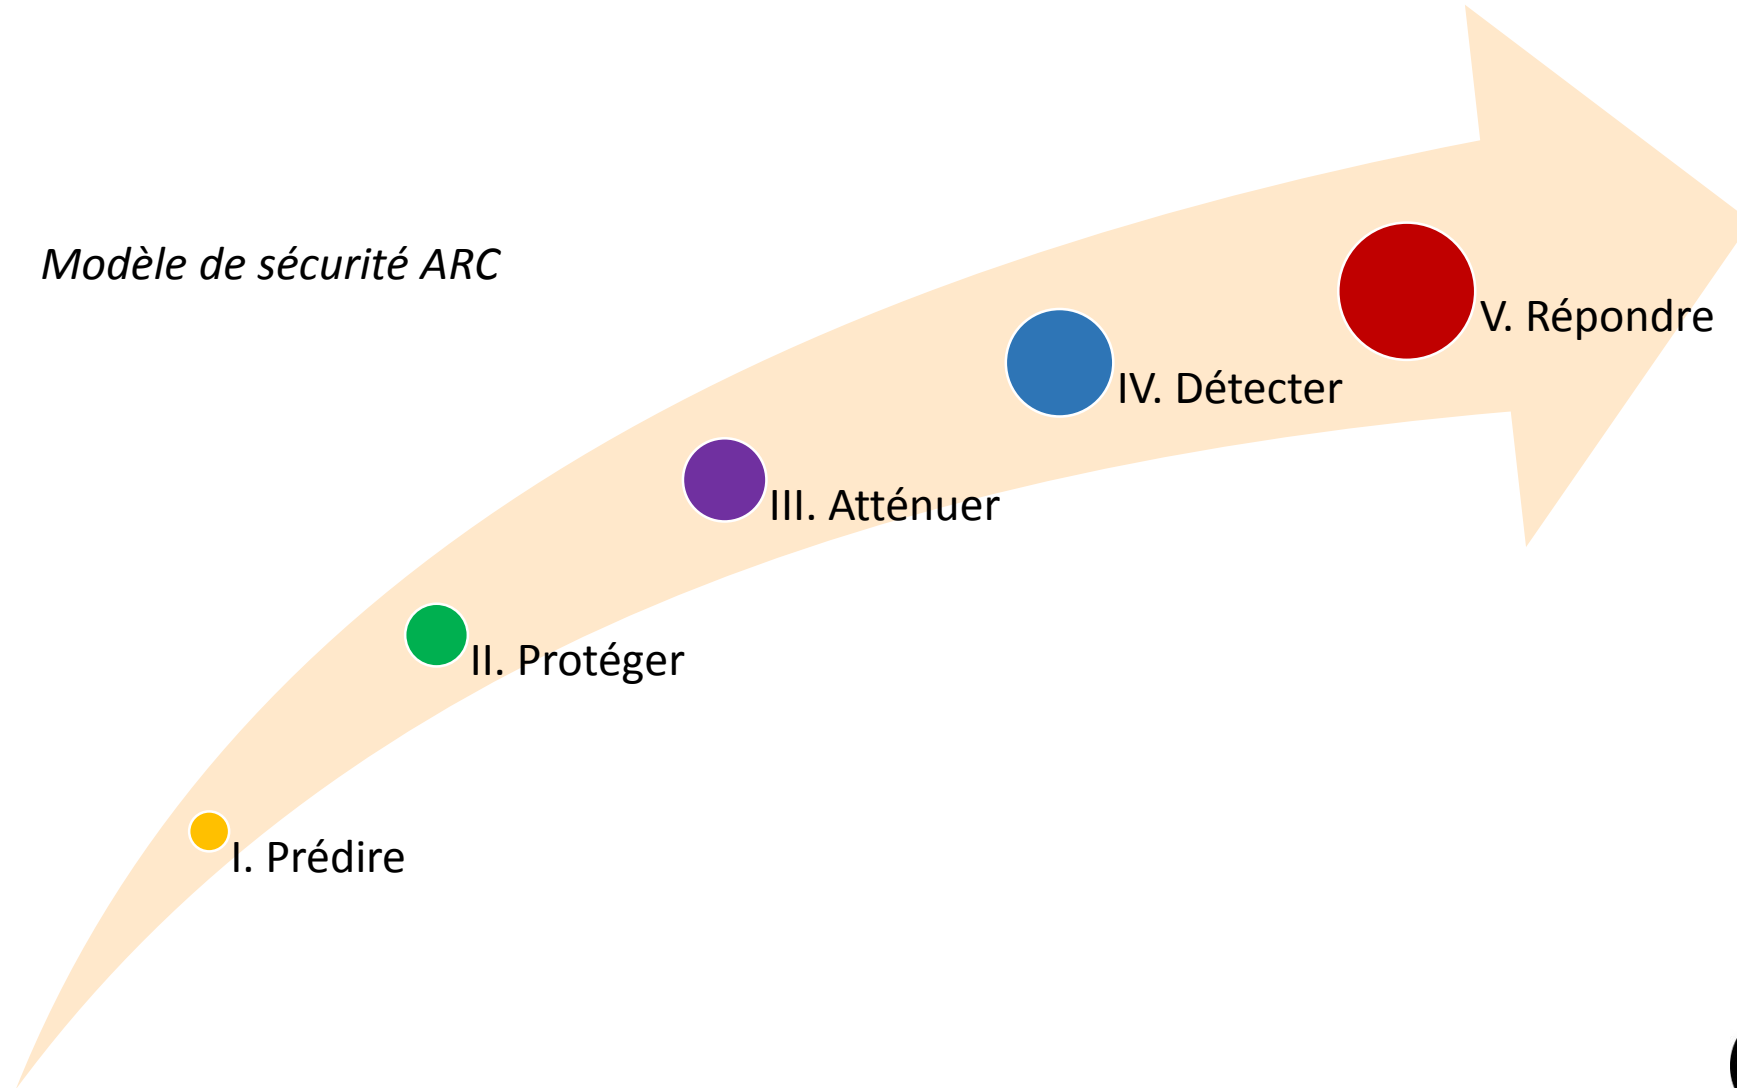 Modèle de sécurité ARC
V. Répondre
IV. Détecter
III. Atténuer
II. Protéger
I. Prédire